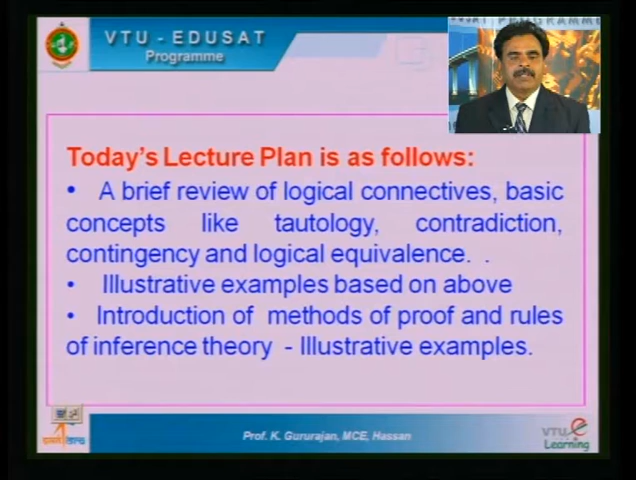 VTU - EDUSAT
Programme
Today's Lecture Plan is as follows:
• A brief review of logical connectives, basic
concepts like tautology, contradiction,
contingency and logical equivalence. .
• Illustrative examples based on above
• Introduction of methods of proof and rules
of inference theory - Illustrative examples.
Prof. K. Gururajan, MCE, Hassan
VTU e
Learning